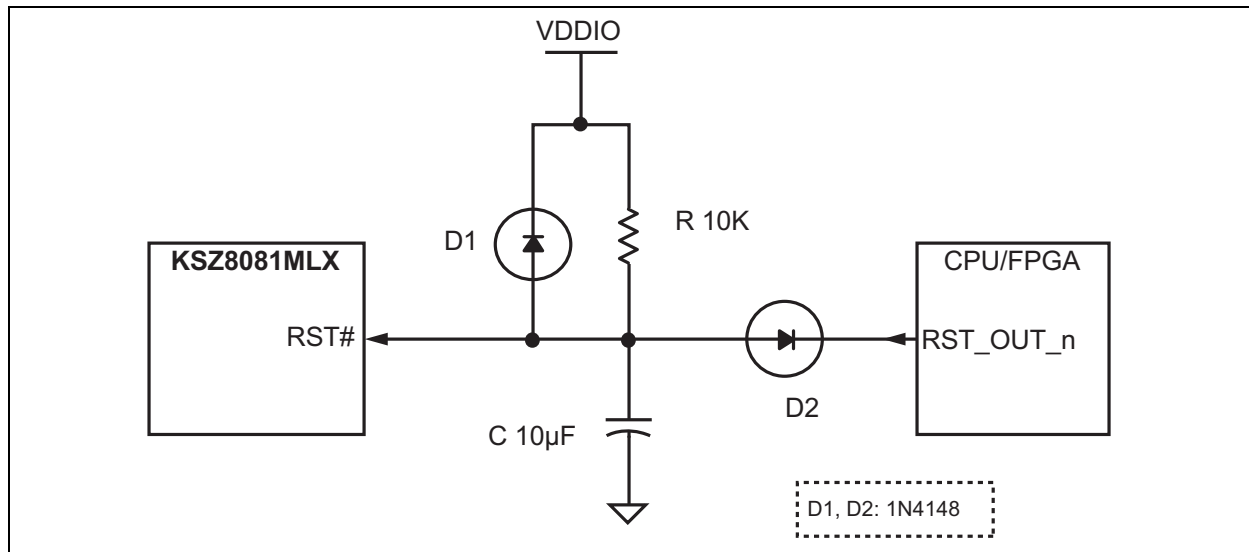 VDDIO
D1
R 10K
KSZ8081MLX
CPU/FPGA
RST#
RST_OUT_n
D2
C 10µF
D1, D2: 1N4148